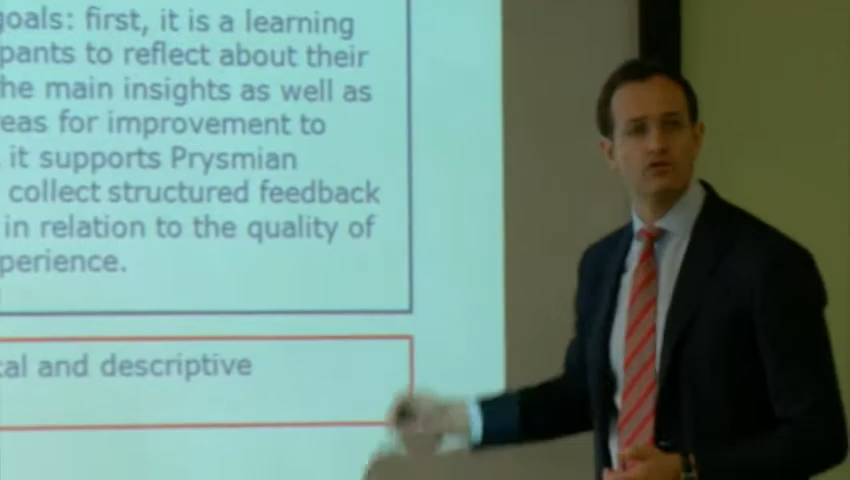 goals: first, it is a learning
pants to reflect about their
he main insights as well as
eas for improvement to
it supports Prysmian
collect structured feedback
in relation to the quality of
perience.
cal and descriptive